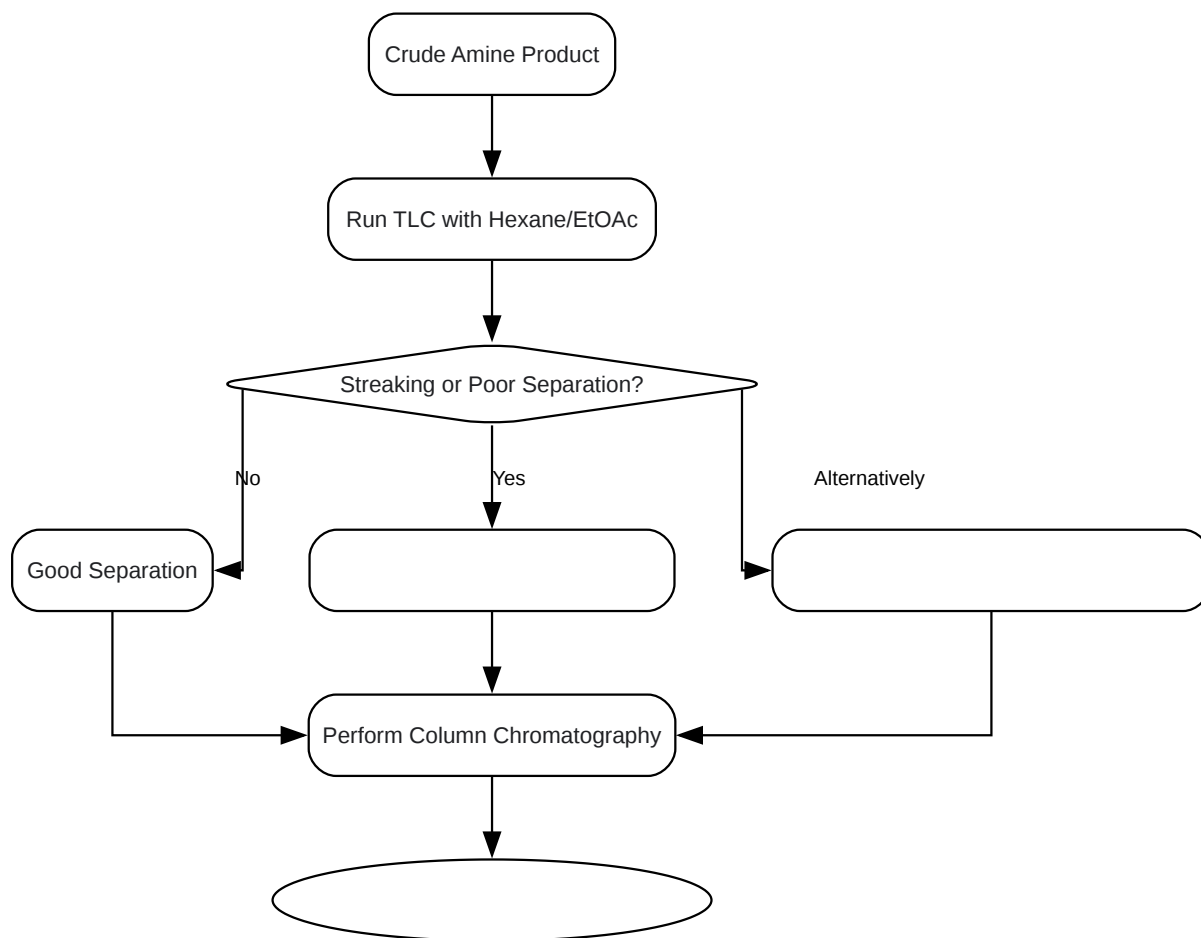 Crude Amine Product
Run TLC with Hexane/EtOAc
Streaking or Poor Separation?
No
Yes
Alternatively
Good Separation
Perform Column Chromatography